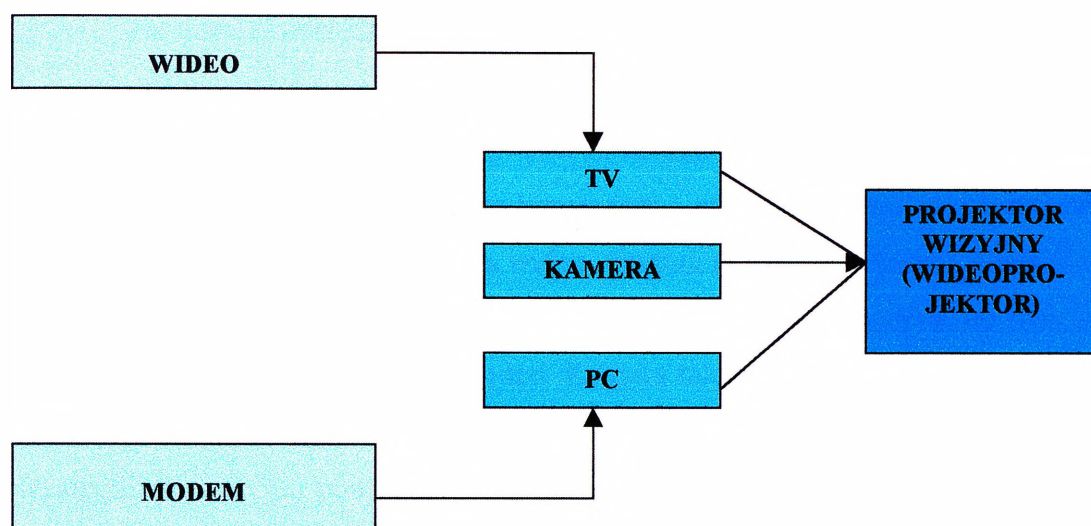 WIDEO
TV
KAMERA
PC
MODEM
PROJEKTOR
WIZYJNY
(WIDEOPRO-
JEKTOR)